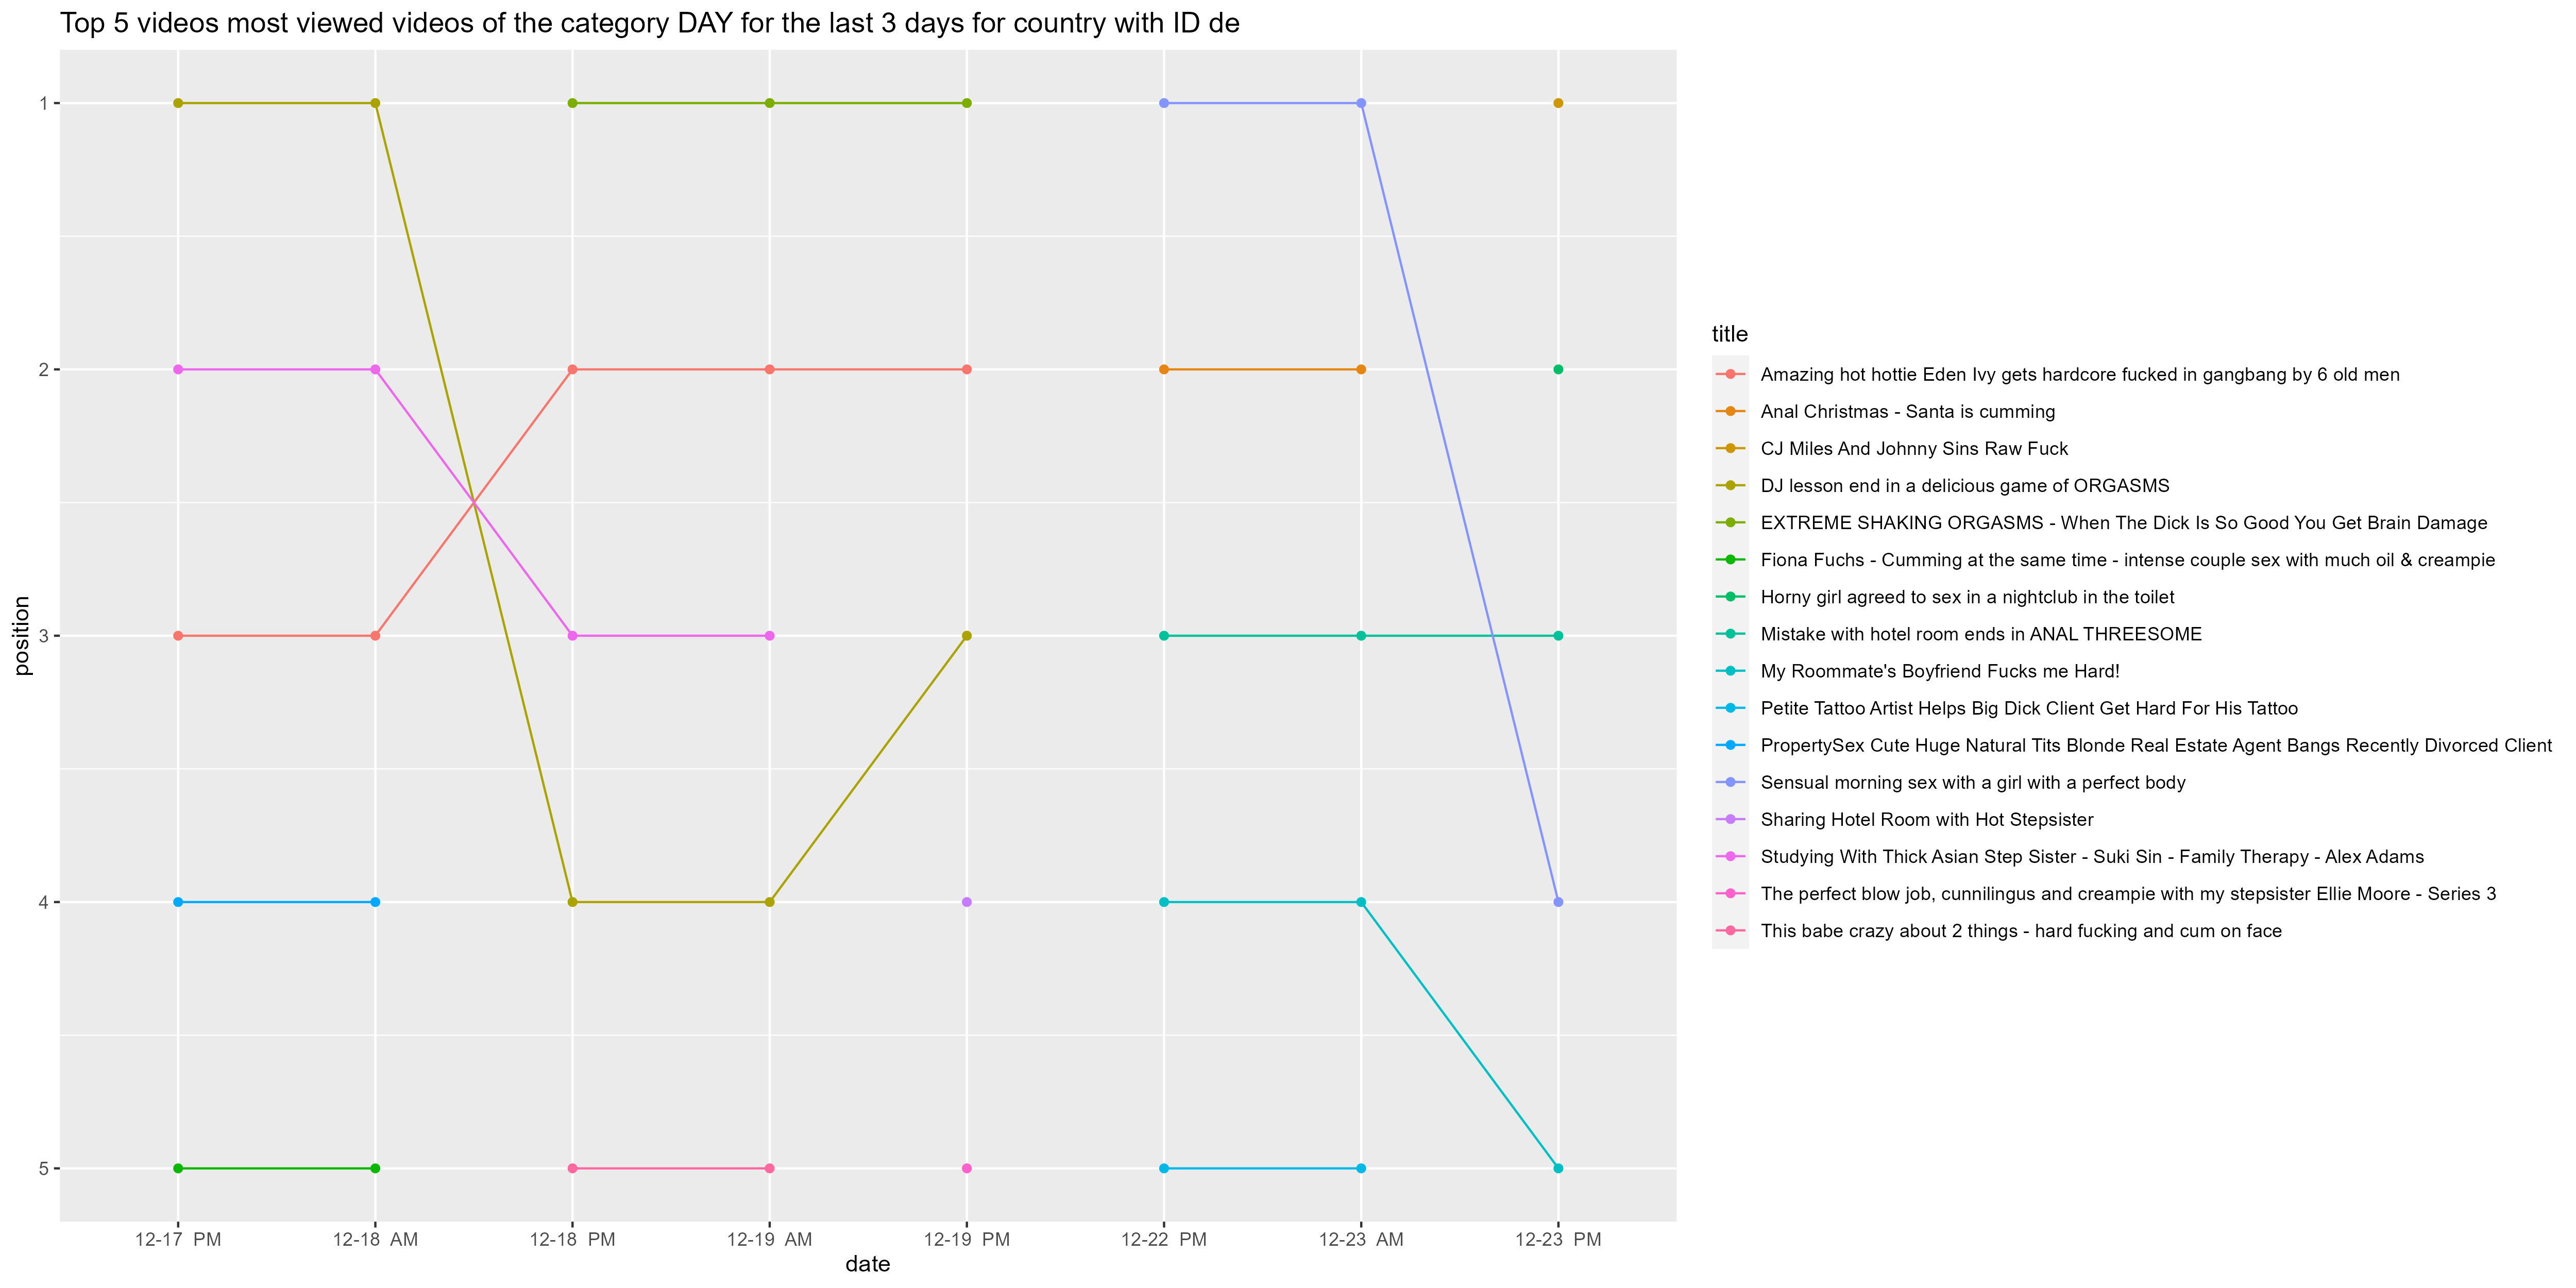 Top 5 videos most viewed videos of the category DAY for the last 3 days for country with ID de
1
2
3
4
5
position
12-17 PM
12-18 AM
12-18 PM
12-19 AM
12-19 PM
12-22 PM
12-23 AM
12-23 PM
date
title
Amazing hot hottie Eden Ivy gets hardcore fucked in gangbang by 6 old men
Anal Christmas - Santa is cumming
CJ Miles And Johnny Sins Raw Fuck
DJ lesson end in a delicious game of ORGASMS
EXTREME SHAKING ORGASMS - When The Dick Is So Good You Get Brain Damage
Fiona Fuchs - Cumming at the same time - intense couple sex with much oil & creampie
Horny girl agreed to sex in a nightclub in the toilet
Mistake with hotel room ends in ANAL THREESOME
My Roommate's Boyfriend Fucks me Hard!
Petite Tattoo Artist Helps Big Dick Client Get Hard For His Tattoo
PropertySex Cute Huge Natural Tits Blonde Real Estate Agent Bangs Recently Divorced Client
Sensual morning sex with a girl with a perfect body
Sharing Hotel Room with Hot Stepsister
Studying With Thick Asian Step Sister - Suki Sin - Family Therapy - Alex Adams
The perfect blow job, cunnilingus and creampie with my stepsister Ellie Moore - Series 3
This babe crazy about 2 things - hard fucking and cum on face